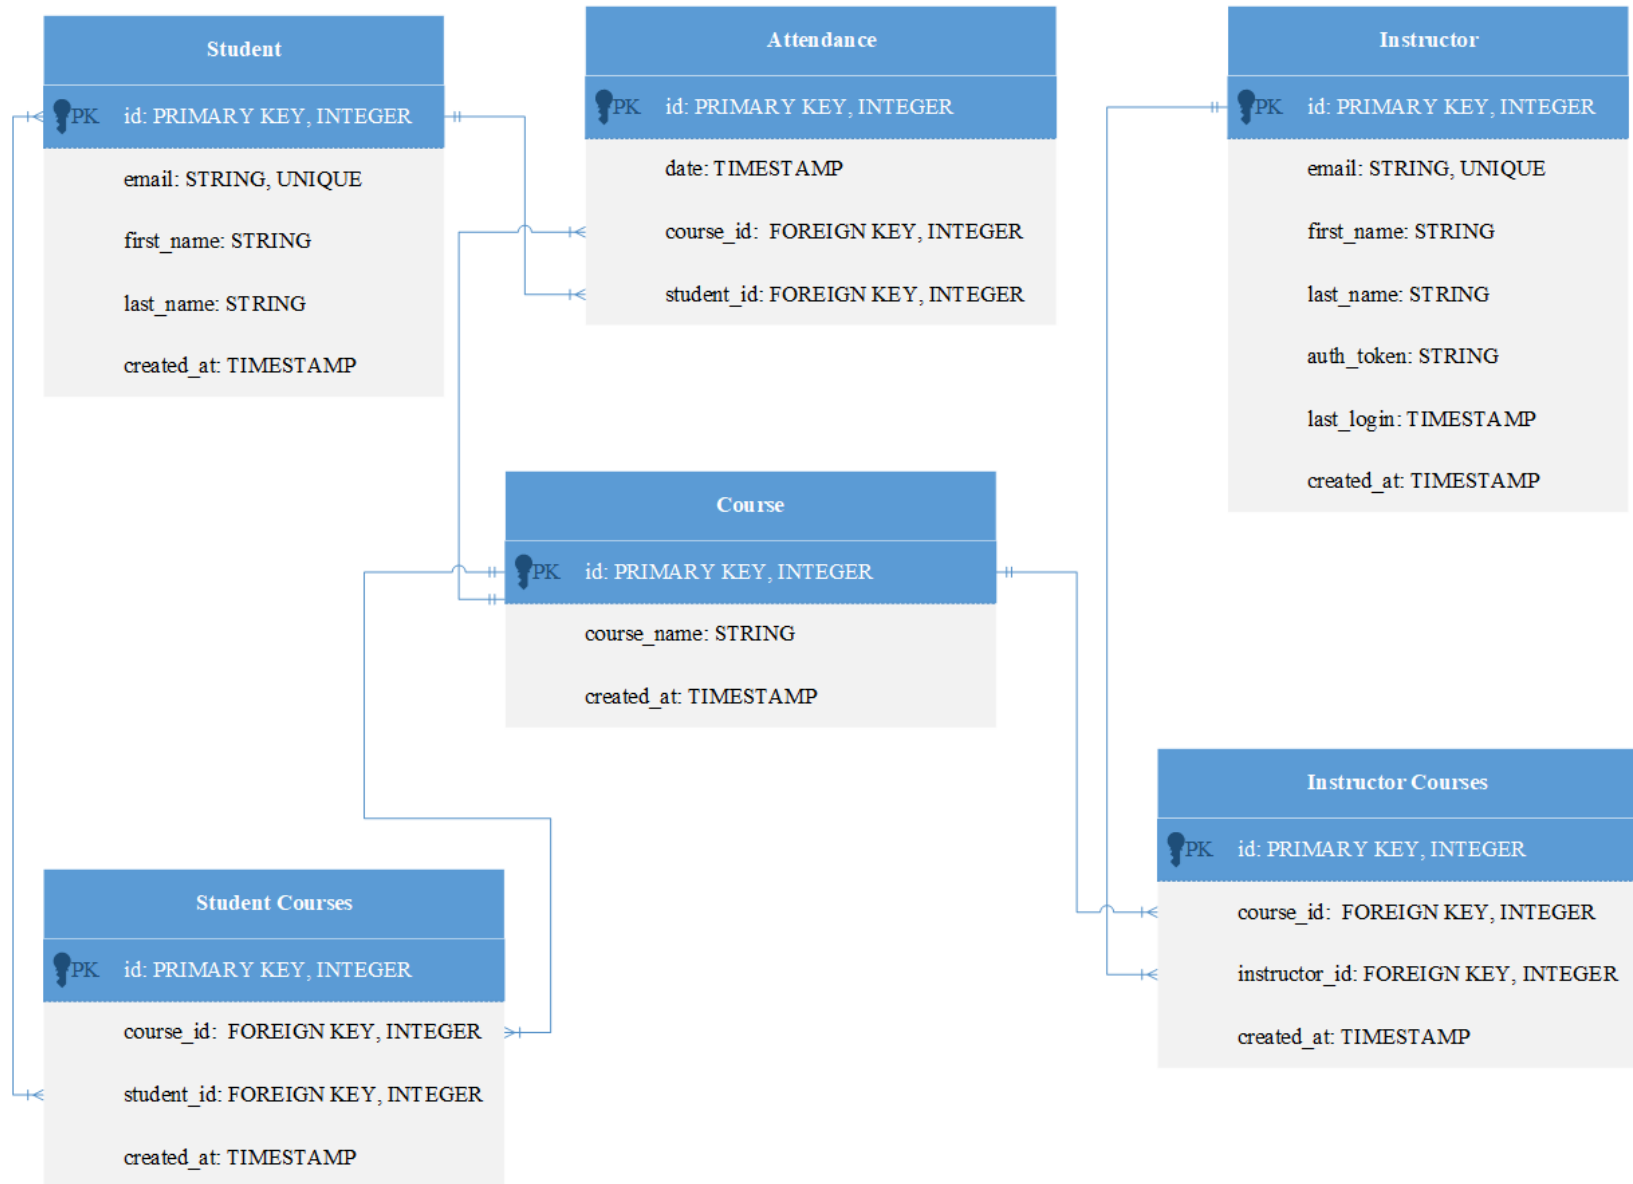 Student
PK id: PRIMARY KEY, INTEGER
email: STRING, UNIQUE
first_name: STRING
last_name: STRING
created_at: TIMESTAMP
Attendance
PK id: PRIMARY KEY, INTEGER
date: TIMESTAMP
course_id: FOREIGN KEY, INTEGER
student_id: FOREIGN KEY, INTEGER
Instructor
PK id: PRIMARY KEY, INTEGER
email: STRING, UNIQUE
first_name: STRING
last_name: STRING
auth_token: STRING
last_login: TIMESTAMP
created_at: TIMESTAMP
Course
PK id: PRIMARY KEY, INTEGER
course_name: STRING
created_at: TIMESTAMP
Student Courses
PK id: PRIMARY KEY, INTEGER
course_id: FOREIGN KEY, INTEGER
student_id: FOREIGN KEY, INTEGER
created_at: TIMESTAMP
Instructor Courses
PK id: PRIMARY KEY, INTEGER
course_id: FOREIGN KEY, INTEGER
instructor_id: FOREIGN KEY, INTEGER
created_at: TIMESTAMP